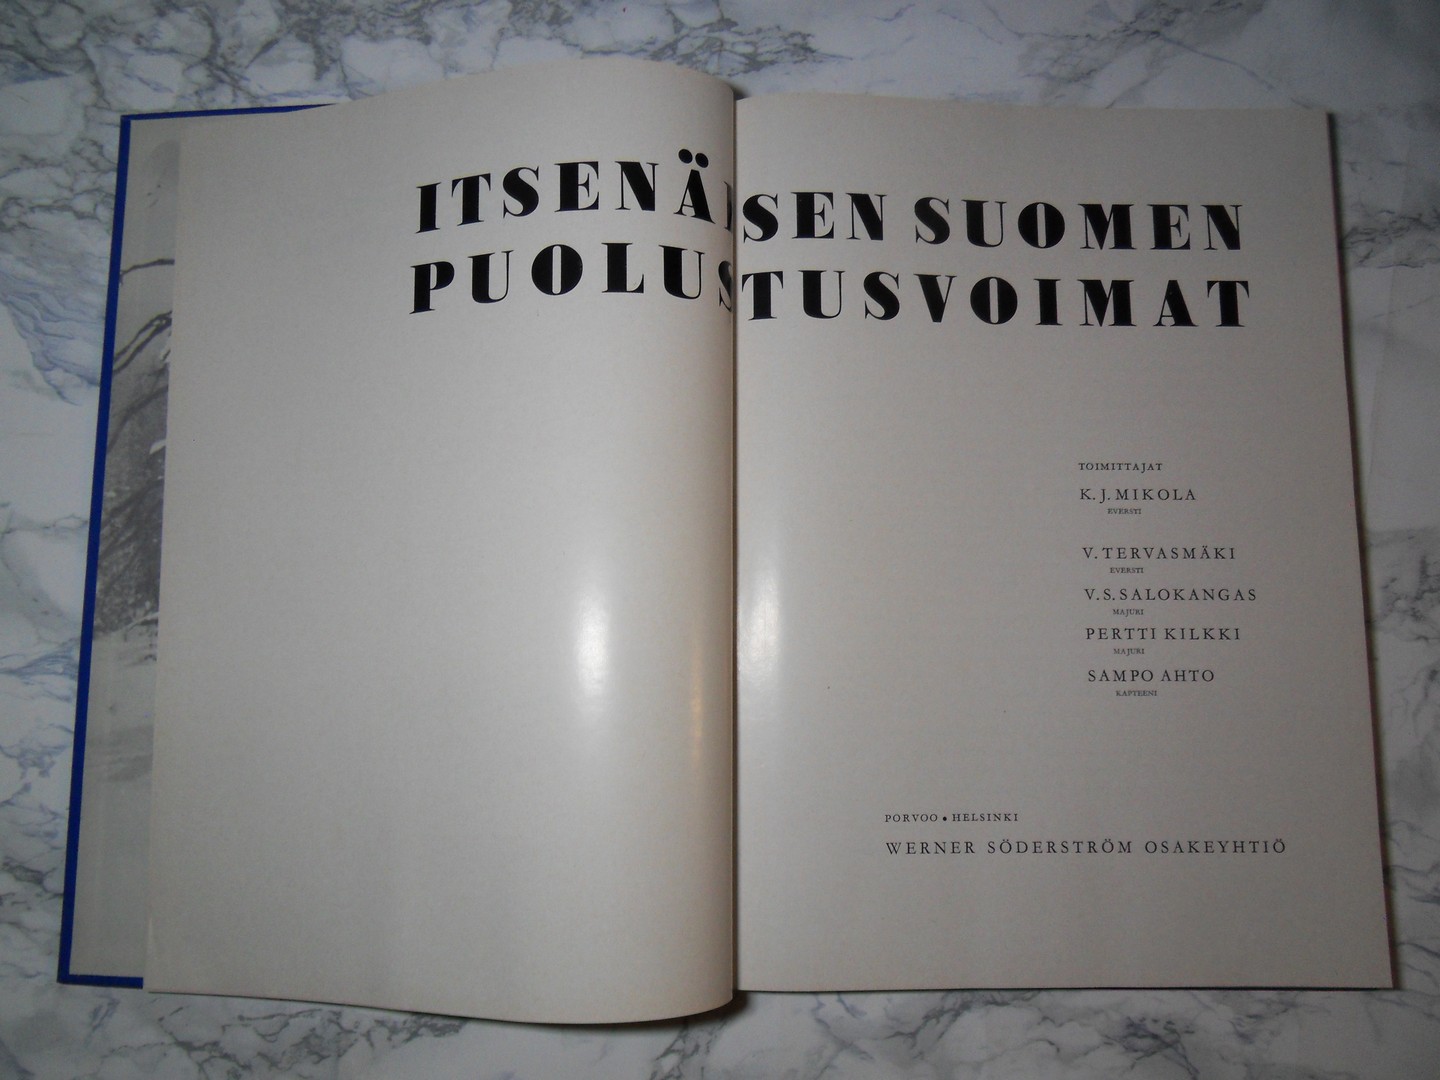 ITSENÄISEN SUOMEN
PUOLUSTUSVOIMAT
TOIMITTAJAT
K. J. MIKOLA
EVERSTI
V. TERVASMÄKI
EVERSTI
V. S. SALOKANGAS
MAJURI
PERTTI KILKKI
MAJURI
SAMPO AHTO
KAPTEENI
PORVOO • HELSINKI
WERNER SÖDERSTRÖM OSAKEYHTIÖ